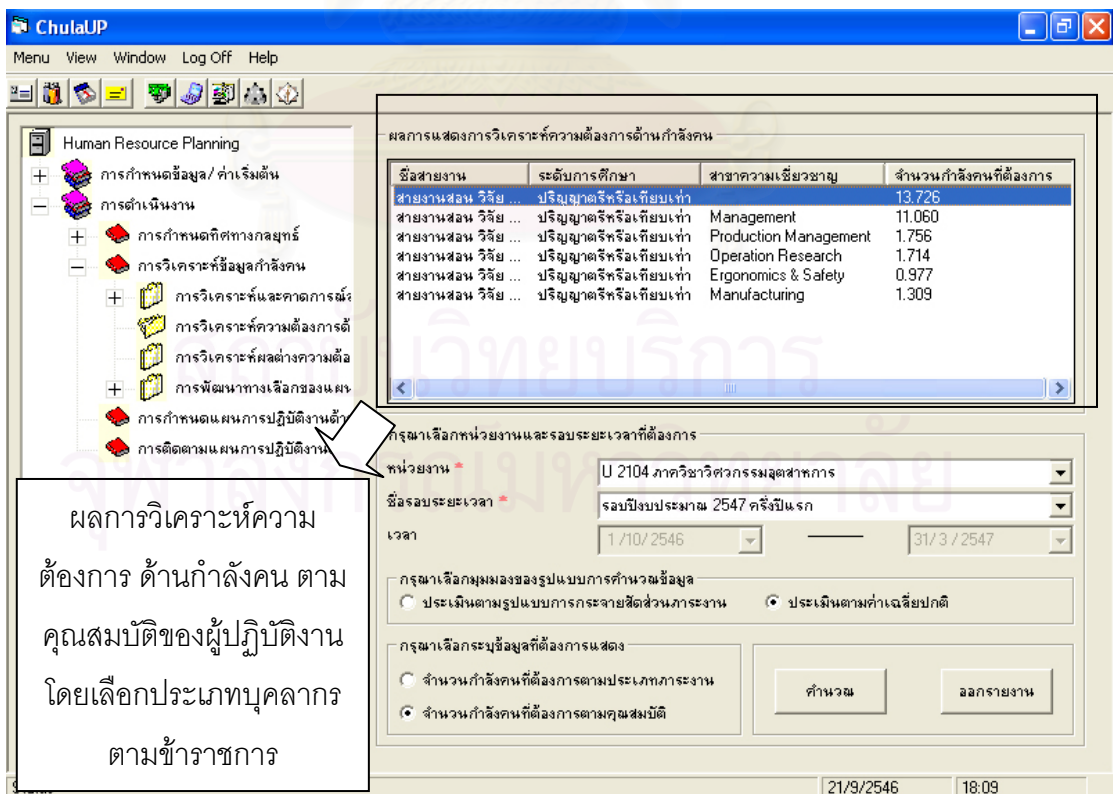 ChulaUP
Menu View Window Log Off Help
Human Resource Planning
การกำหนดข้อมูล/ ค่าเริ่มต้น
การดำเนินงาน
การกำหนดทิศทางกลยุทธ์
การวิเคราะห์ข้อมูลกำลังคน
การวิเคราะห์และคาดการณ์
การวิเคราะห์ความต้องการด้
การวิเคราะห์ผลต่างความต้อ
การพัฒนาทางเลือกของแผน
การกำหนดแผนการปฏิบัติงานด้า
การติดตามแผนการปฏิบัติงาน
ผลการแสดงการวิเคราะห์ความต้องการด้านกำลังคน
ชื่อสายงาน ระดับการศึกษา สาขาความเชี่ยวชาญ จำนวนกำลังคนที่ต้องการ
สายงานสอน วิจัย ... ปริญญาตรีหรือเทียบเท่า 13.726
สายงานสอน วิจัย ... ปริญญาตรีหรือเทียบเท่า Management 11.060
สายงานสอน วิจัย ... ปริญญาตรีหรือเทียบเท่า Production Management 1.756
สายงานสอน วิจัย ... ปริญญาตรีหรือเทียบเท่า Operation Research 1.714
สายงานสอน วิจัย ... ปริญญาตรีหรือเทียบเท่า Ergonomics & Safety 0.977
สายงานสอน วิจัย ... ปริญญาตรีหรือเทียบเท่า Manufacturing 1.309
กรุณาเลือกหน่วยงานและรอบระยะเวลาที่ต้องการ
หน่วยงาน * U 2104 ภาควิชาวิศวกรรมอุตสาหการ
ชื่อรอบระยะเวลา * รอบปีงบประมาณ 2547 ครึ่งปีแรก
เวลา 1 /10/ 2546 31/ 3 / 2547
กรุณาเลือกมุมมองของรูปแบบการคำนวณข้อมูล
ประเมินตามรูปแบบการกระจายสัดส่วนภาระงาน ประเมินตามค่าเฉลี่ยปกติ
กรุณาเลือกระบุข้อมูลที่ต้องการแสดง
จำนวนกำลังคนที่ต้องการตามประเภทภาระงาน
จำนวนกำลังคนที่ต้องการตามคุณสมบัติ
คำนวณ ออกรายงาน
ผลการวิเคราะห์ความ
ต้องการ ด้านกำลังคน ตาม
คุณสมบัติของผู้ปฏิบัติงาน
โดยเลือกประเภทบุคลากร
ตามข้าราชการ
21/9/2546 18:09
สถาบันวิทยบริการ
จุฬาลงกรณ์มหาวิทยาลัย